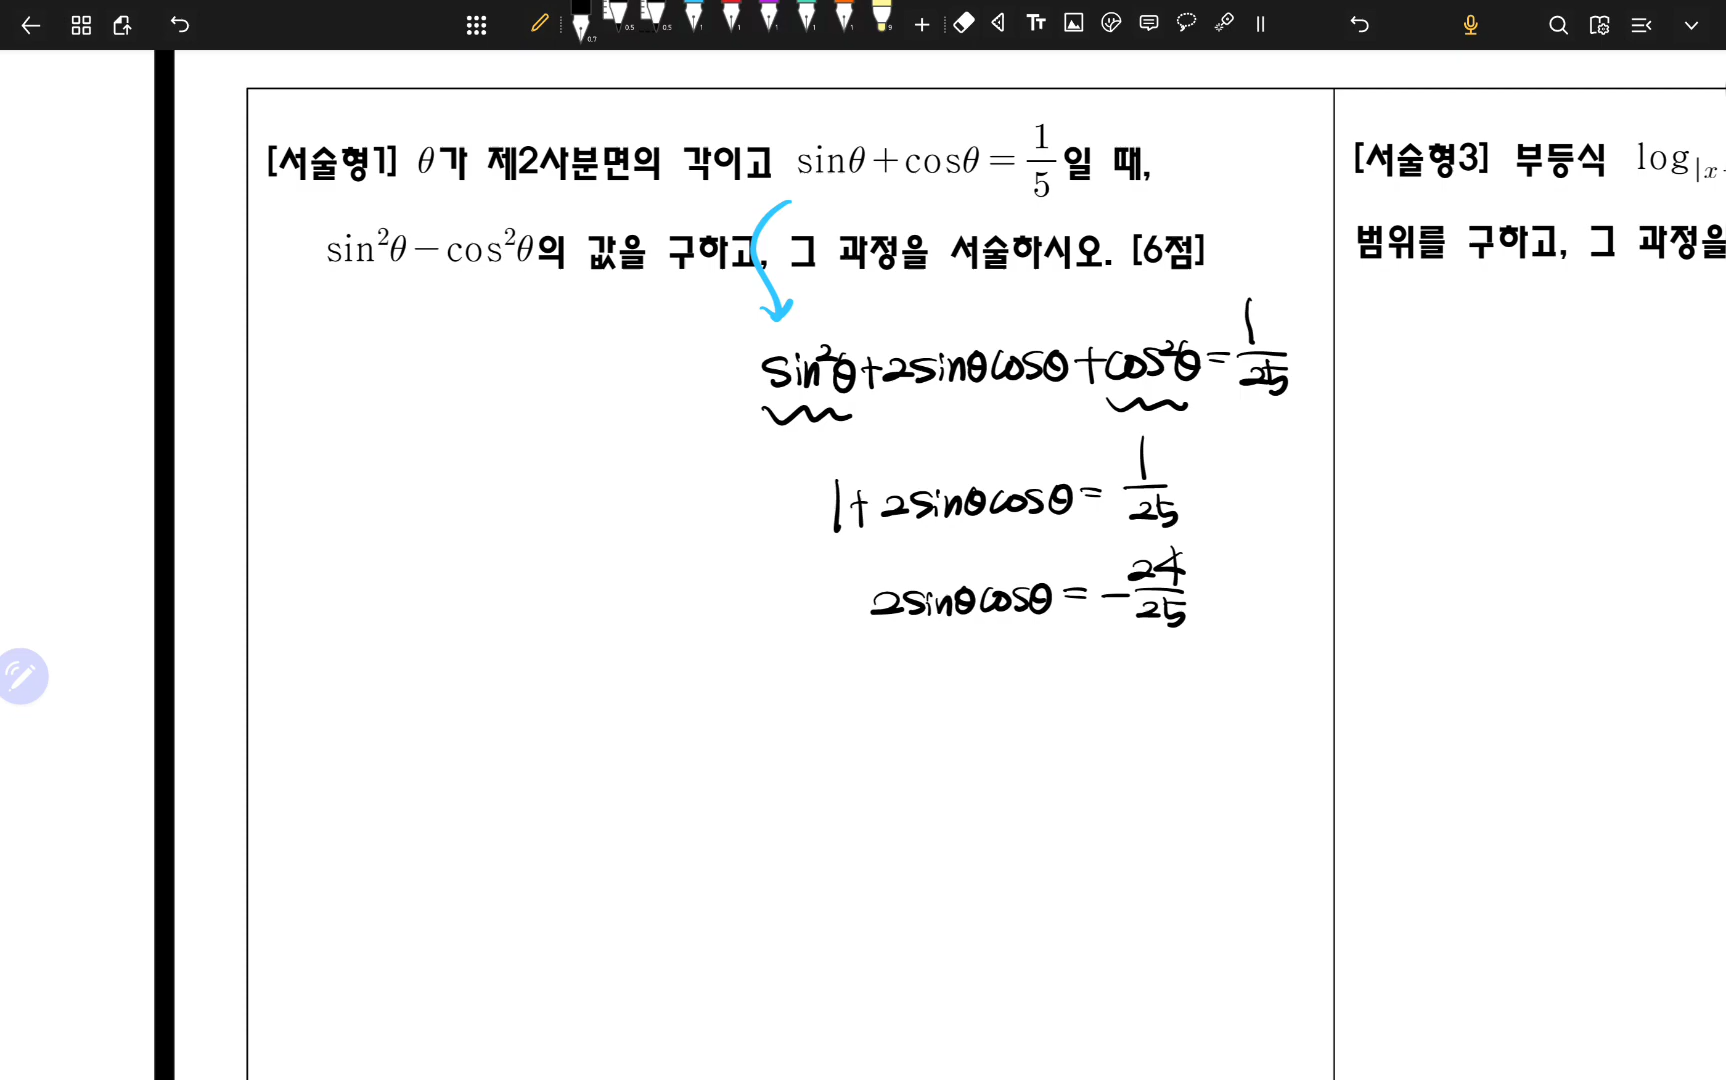 [서술형1] θ가 제2사분면의 각이고 sinθ+cosθ=1/5일 때,
sin²θ−cos²θ의 값을 구하고, 그 과정을 서술하시오. [6점]
sin²θ+2sinθcosθ+cos²θ=1/25
1+2sinθcosθ=1/25
2sinθcosθ=−24/25
[서술형3] 부등식 log|x
범위를 구하고, 그 과정을